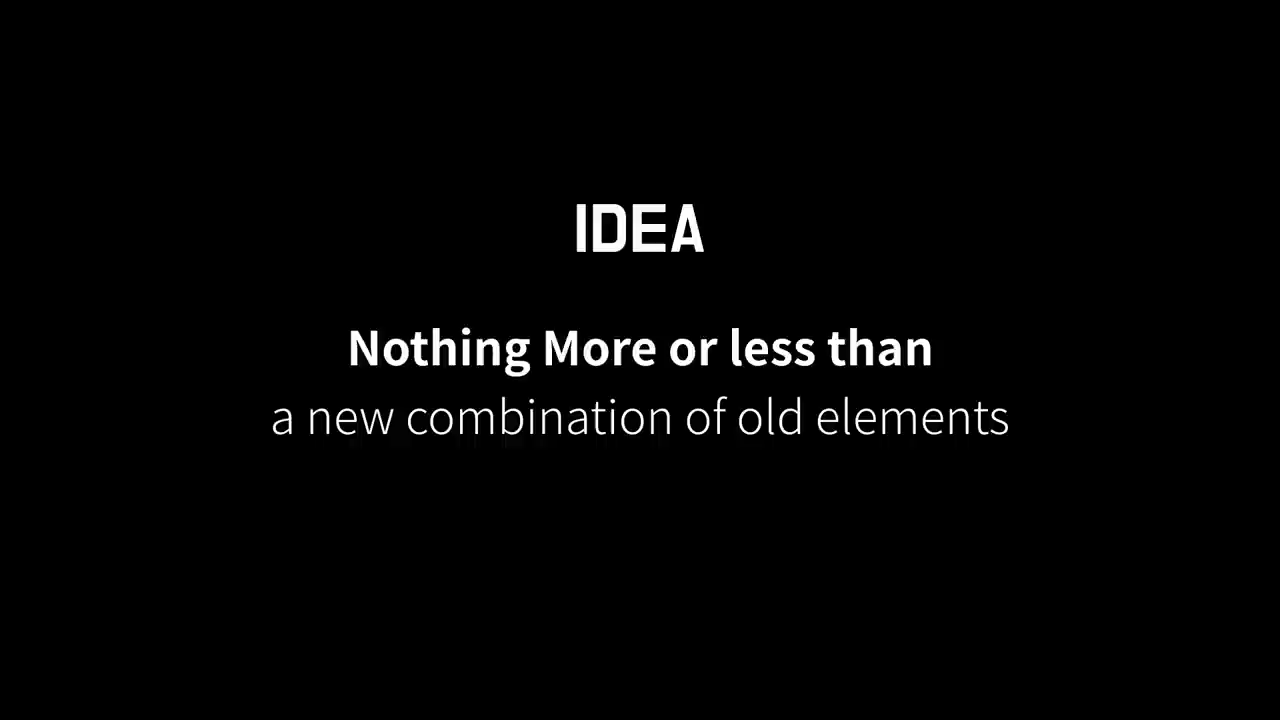 IDEA
Nothing More or less than
a new combination of old elements